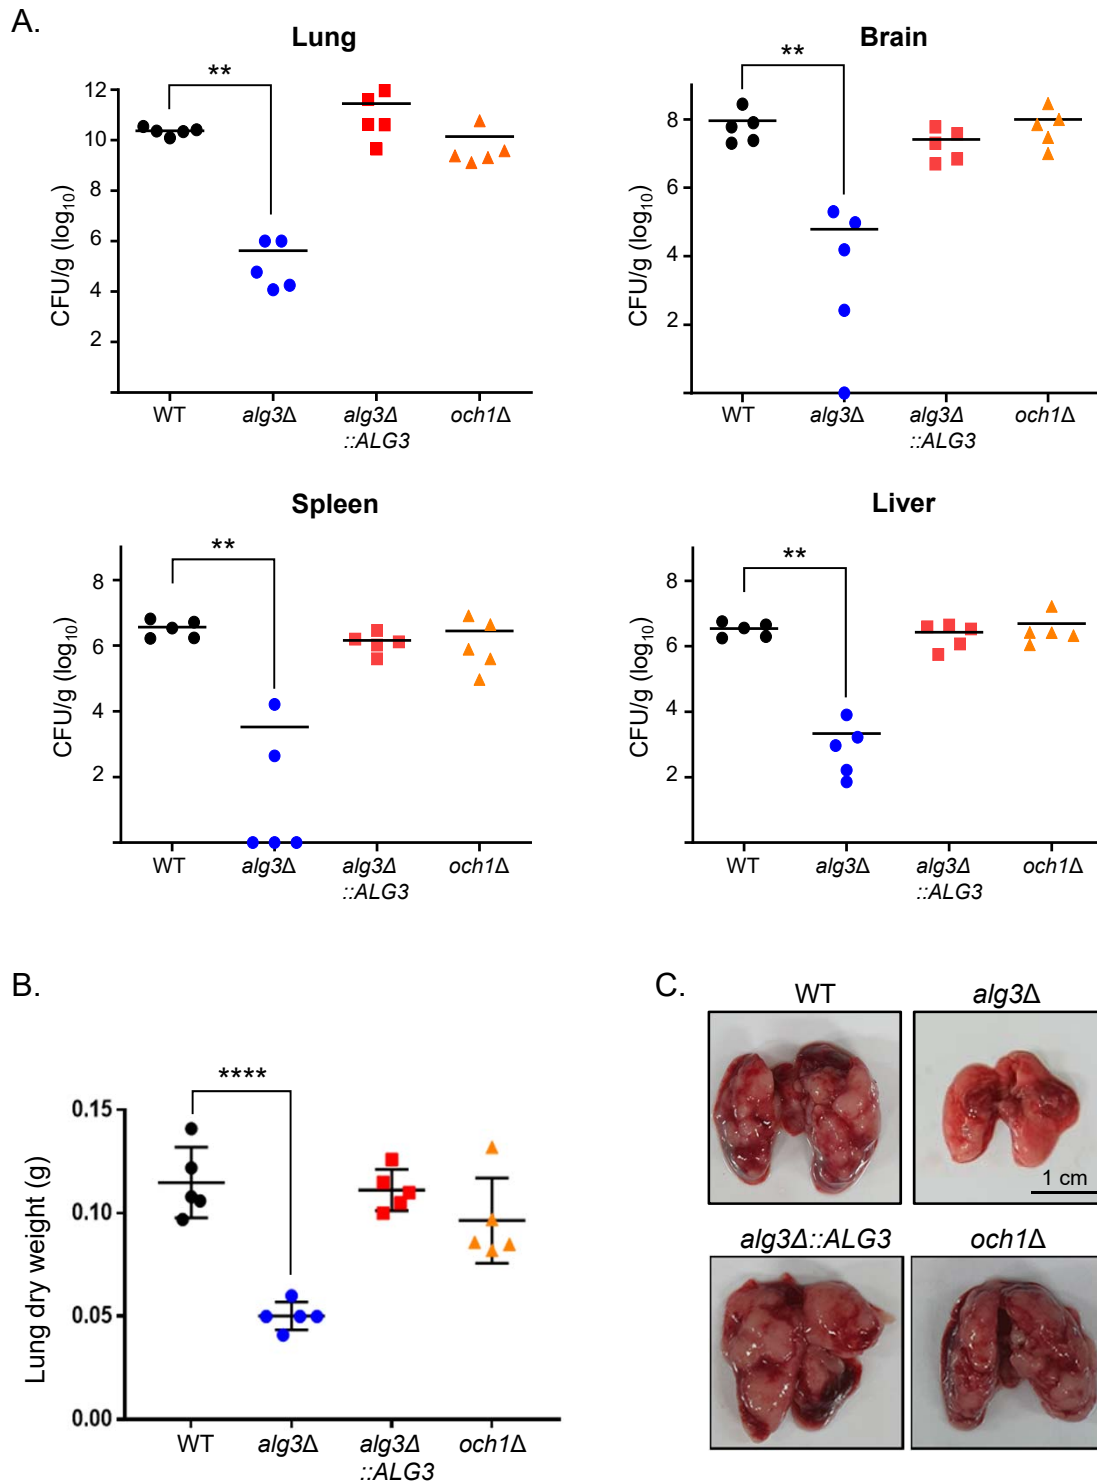 A.
Lung
**
CFU/g (log10)
12
10
8
6
4
2
WT
alg3Δ
alg3Δ
::ALG3
och1Δ
Brain
**
CFU/g (log10)
8
6
4
2
WT
alg3Δ
alg3Δ
::ALG3
och1Δ
Spleen
**
CFU/g (log10)
8
6
4
2
WT
alg3Δ
alg3Δ
::ALG3
och1Δ
Liver
**
CFU/g (log10)
8
6
4
2
WT
alg3Δ
alg3Δ
::ALG3
och1Δ
B.
****
Lung dry weight (g)
0.15
0.10
0.05
0.00
WT
alg3Δ
alg3Δ
::ALG3
och1Δ
C.
WT
alg3Δ
1 cm
alg3Δ::ALG3
och1Δ